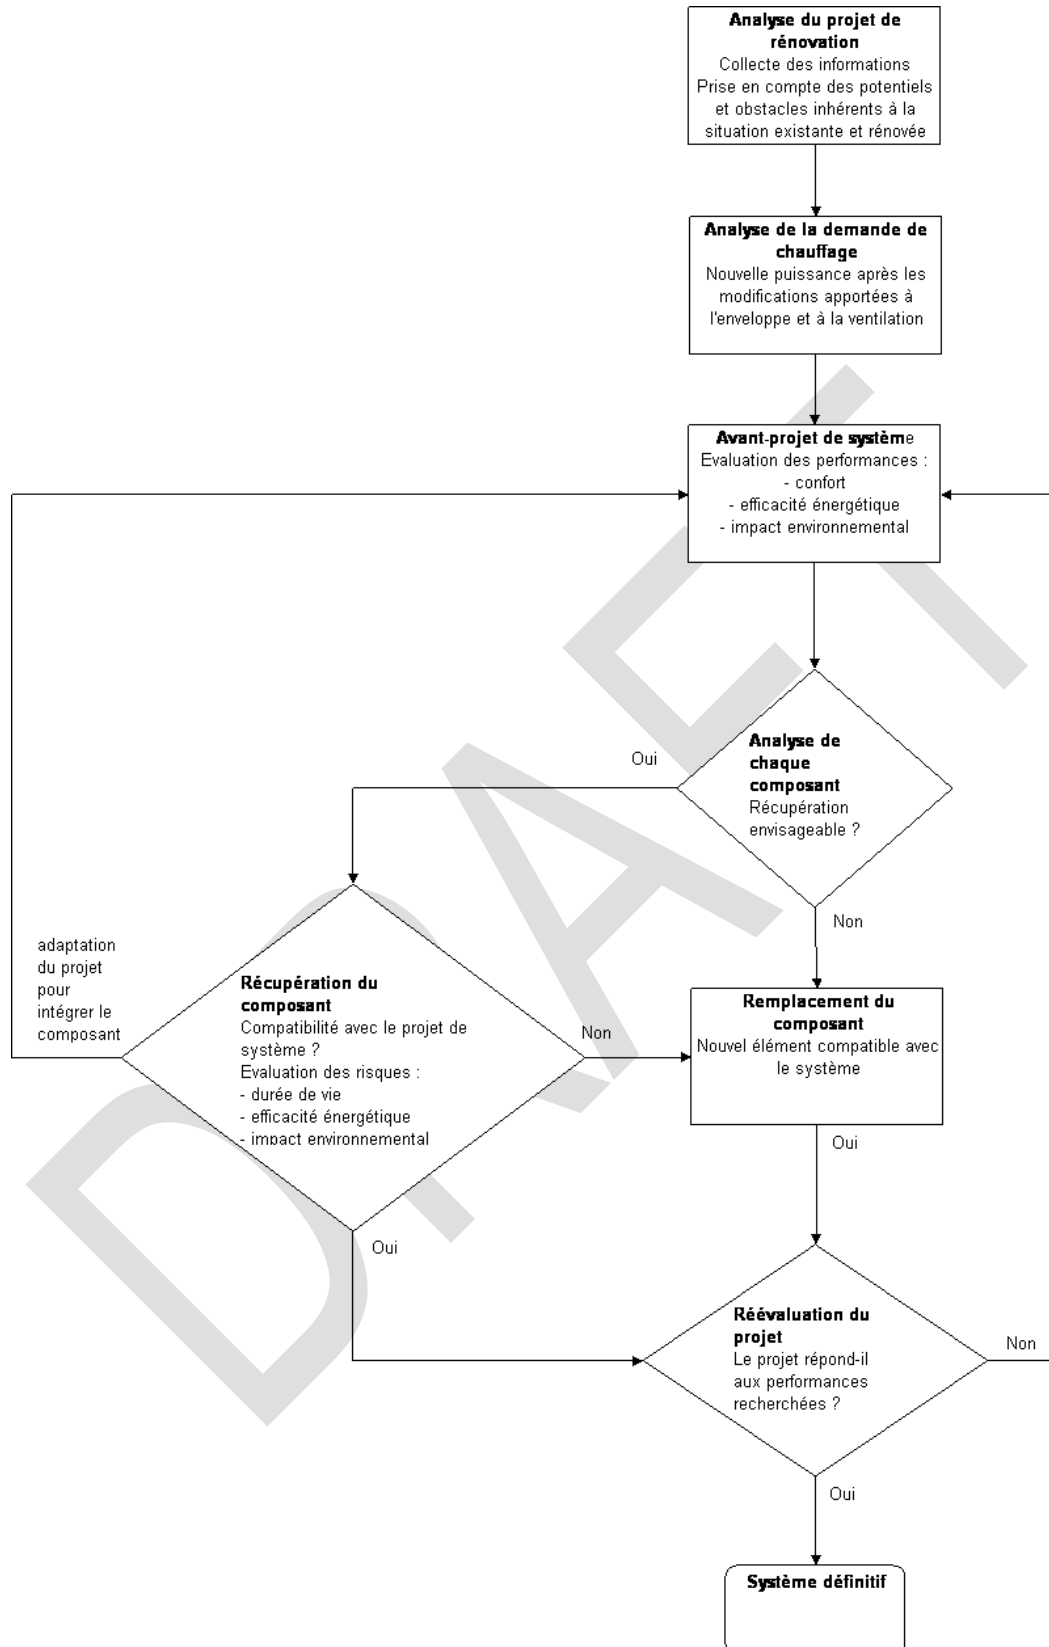 Analyse du projet de
rénovation
Collecte des informations
Prise en compte des potentiels
et obstacles inhérents à la
situation existante et rénovée
Analyse de la demande de
chauffage
Nouvelle puissance après les
modifications apportées à
l'enveloppe et à la ventilation
Avant-projet de système
Evaluation des performances :
- confort
- efficacité énergétique
- impact environnemental
Analyse de
chaque
composant
Récupération
envisageable ?
Oui
Non
adaptation
du projet
pour
intégrer le
composant
Récupération du
composant
Compatibilité avec le projet de
système ?
Evaluation des risques :
- durée de vie
- efficacité énergétique
- impact environnemental
Non
Oui
Remplacement du
composant
Nouvel élément compatible avec
le système
Oui
Réévaluation du
projet
Le projet répond-il
aux performances
recherchées ?
Non
Oui
Système définitif
DRAFT